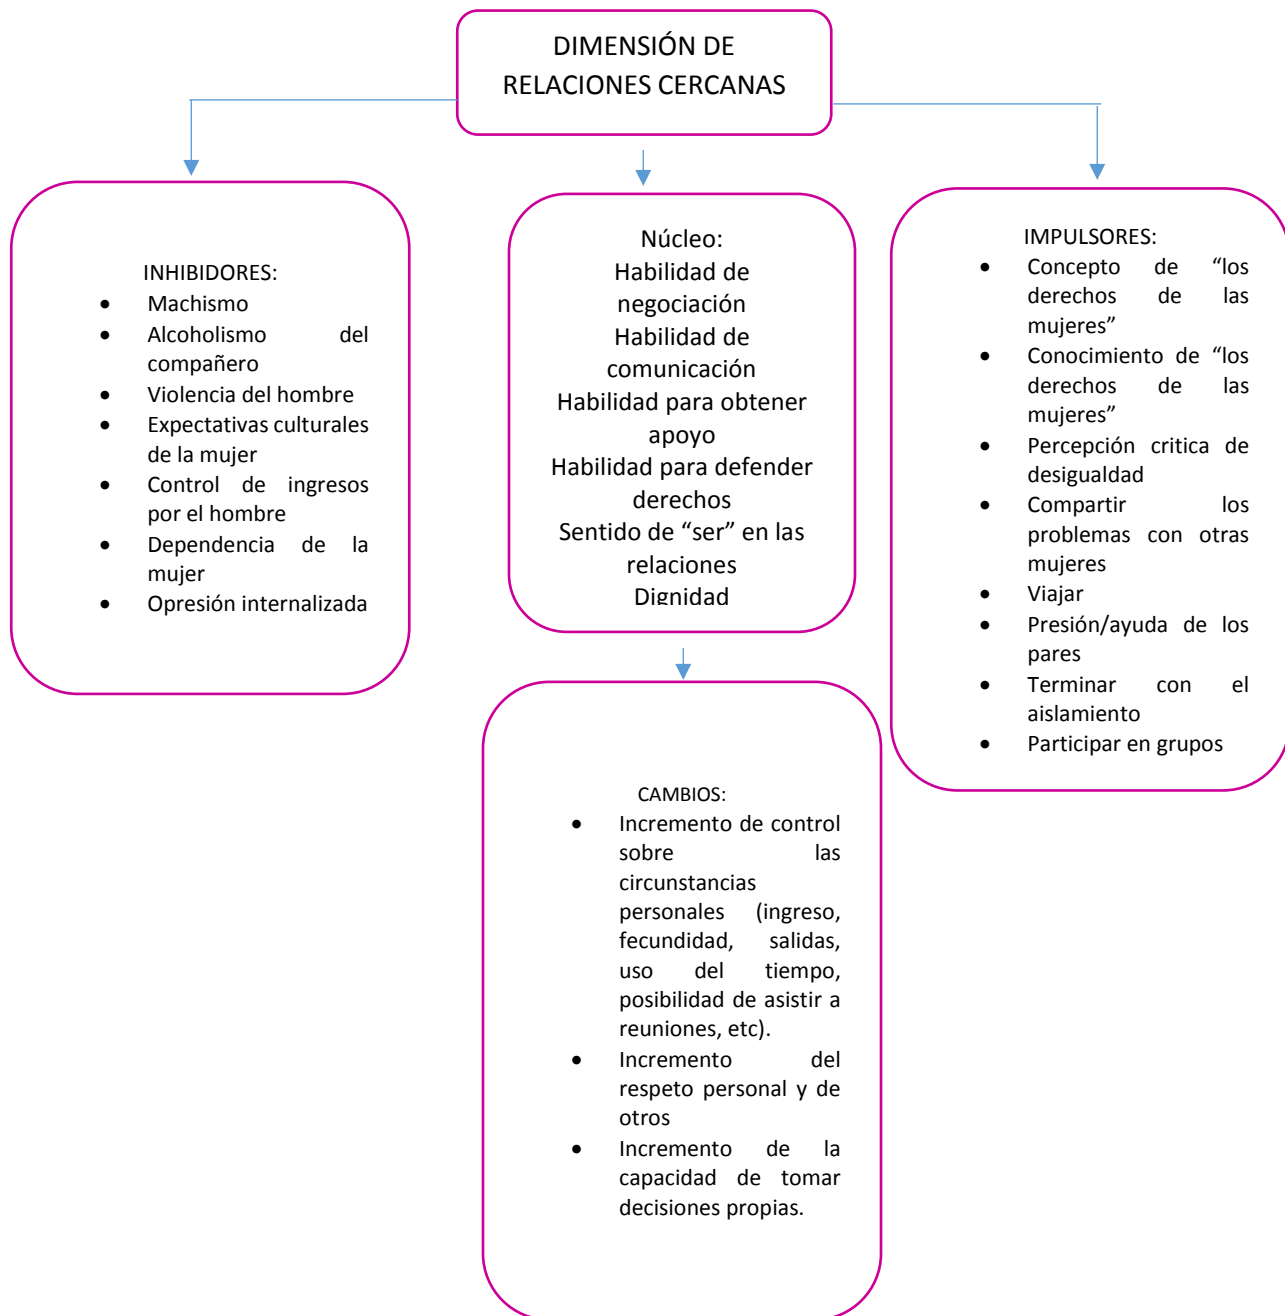 DIMENSIÓN DE
RELACIONES CERCANAS
INHIBIDORES:
• Machismo
• Alcoholismo del
compañero
• Violencia del hombre
• Expectativas culturales
de la mujer
• Control de ingresos
por el hombre
• Dependencia de la
mujer
• Opresión internalizada
Núcleo:
Habilidad de
negociación
Habilidad de
comunicación
Habilidad para obtener
apoyo
Habilidad para defender
derechos
Sentido de “ser” en las
relaciones
Dignidad
IMPULSORES:
• Concepto de “los
derechos de las
mujeres”
• Conocimiento de “los
derechos de las
mujeres”
• Percepción critica de
desigualdad
• Compartir los
problemas con otras
mujeres
• Viajar
• Presión/ayuda de los
pares
• Terminar con el
aislamiento
• Participar en grupos
CAMBIOS:
• Incremento de control
sobre las
circunstancias
personales (ingreso,
fecundidad, salidas,
uso del tiempo,
posibilidad de asistir a
reuniones, etc).
• Incremento del
respeto personal y de
otros
• Incremento de la
capacidad de tomar
decisiones propias.